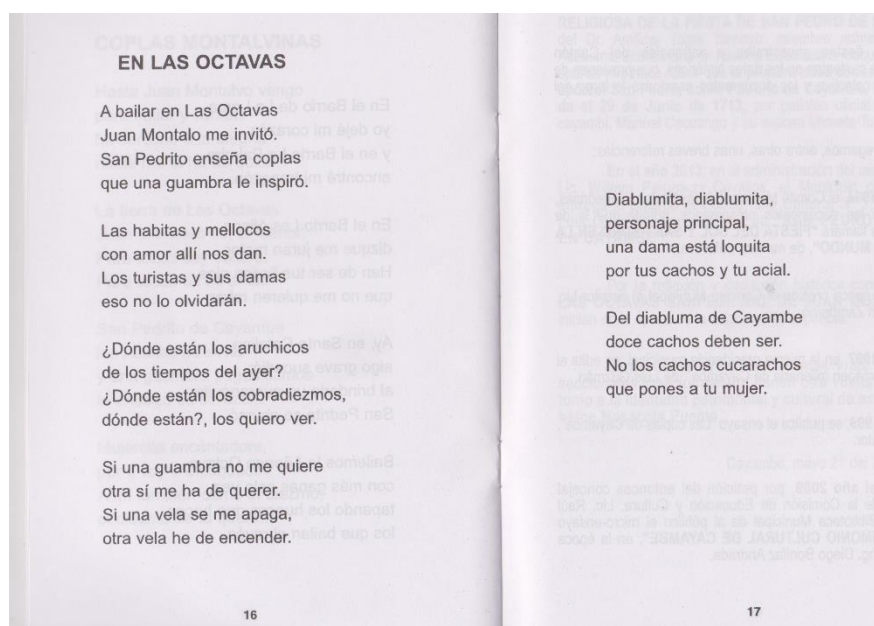 EN LAS OCTAVAS
A bailar en Las Octavas
Juan Montalo me invitó.
San Pedrito enseña coplas
que una guambra le inspiró.
Las habitas y mellocos
con amor allí nos dan.
Los turistas y sus damas
eso no lo olvidarán.
¿Dónde están los aruchicos
de los tiempos del ayer?
¿Dónde están los cobradiezmos,
dónde están?, los quiero ver.
Si una guambra no me quiere
otra sí me ha de querer.
Si una vela se me apaga,
otra vela he de encender.
16
Diablumita, diablumita,
personaje principal,
una dama está loquita
por tus cachos y tu acial.
Del diabluma de Cayambe
doce cachos deben ser.
No los cachos cucarachos
que pones a tu mujer.
17